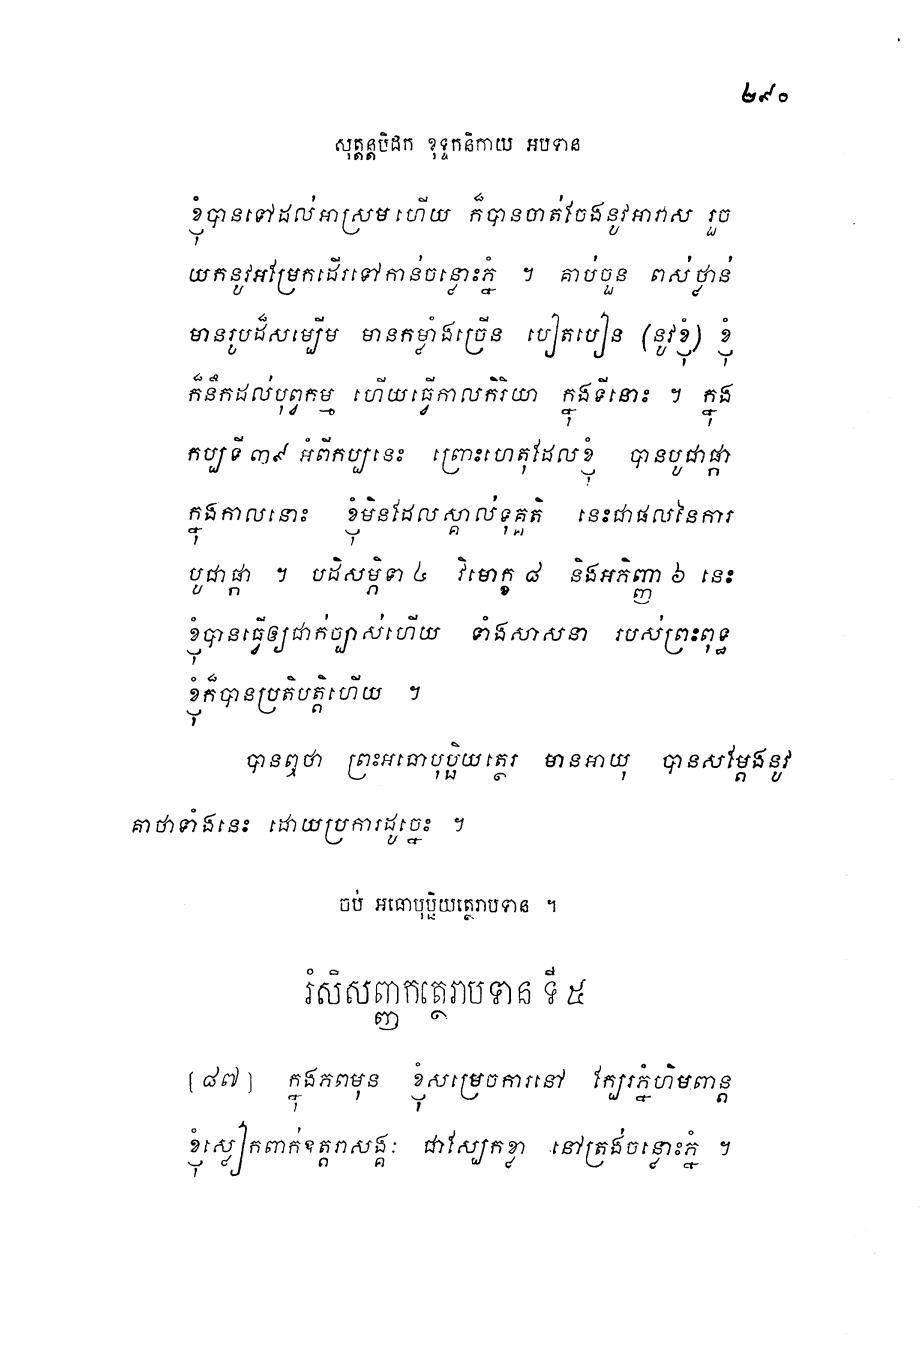 ២៩០
សុត្តន្តបិដក ខុទ្ទកនិកាយ អបទាន
ខ្ញុំបានទៅដល់អាស្រមហើយ ក៏បានចាត់ចែងនូវអាវាស រួច
យកនូវអម្រែកដើរទៅកាន់ចន្លោះភ្នំ ។ គាប់ជួន ពស់ថ្លាន់
មានរូបដ៏សម្បើម មានកម្លាំងច្រើន បៀតបៀន (នូវខ្ញុំ) ខ្ញុំ
ក៏នឹកដល់បុព្វកម្ម ហើយធ្វើកាលកិរិយា ក្នុងទីនោះ ។ ក្នុង
កប្បទី ៣១ អំពីកប្បនេះ ព្រោះហេតុដែលខ្ញុំ បានបូជាផ្កា
ក្នុងកាលនោះ ខ្ញុំមិនដែលស្គាល់ទុគ្គតិ នេះជាផលនៃការ
បូជាផ្កា ។ បដិសម្ភិទា ៤ វិមោក្ខ ៨ និងអភិញ្ញា ៦ នេះ
ខ្ញុំបានធ្វើឲ្យជាក់ច្បាស់ហើយ ទាំងសាសនា របស់ព្រះពុទ្ធ
ខ្ញុំក៏បានប្រតិបត្តិហើយ ។
បានឮថា ព្រះអធោបុប្ផិយត្ថេរ មានអាយុ បានសម្តែងនូវ
គាថាទាំងនេះ ដោយប្រការដូច្នេះ ។
ចប់ អធោបុប្ផិយត្ថេរាបទាន ។
រំសិសញ្ញកត្ថេរាបទាន ទី ៥
[៨៧] ក្នុងភពមុន ខ្ញុំសម្រេចការនៅ ក្បែរភ្នំហិមពាន្ត
ខ្ញុំស្លៀកពាក់ឧត្តរាសង្គៈ ជាស្បែកខ្លា នៅត្រង់ចន្លោះភ្នំ ។